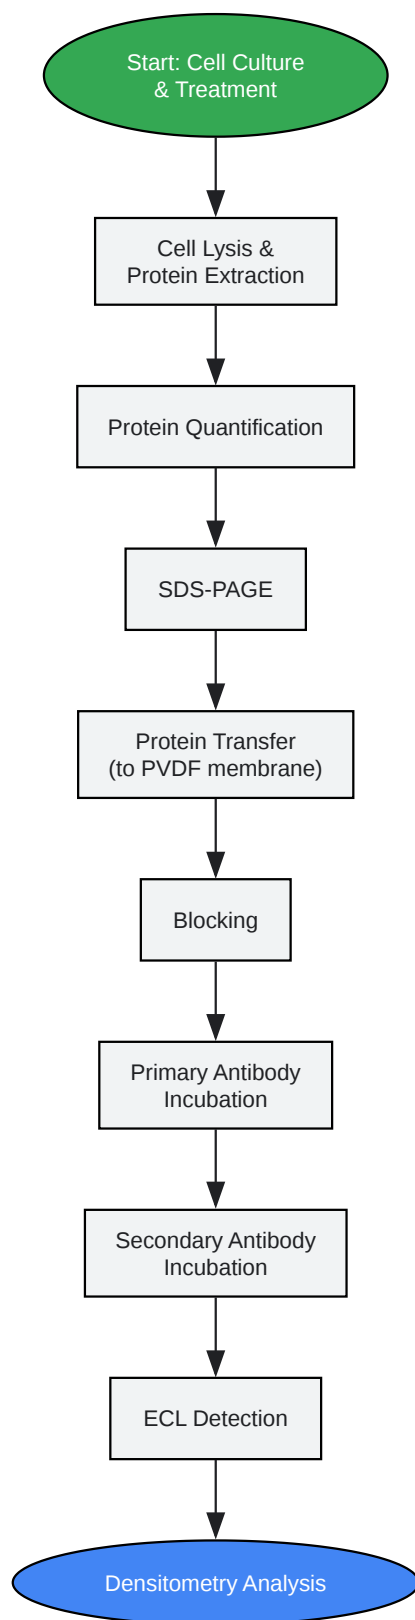 Start: Cell Culture
& Treatment
Cell Lysis &
Protein Extraction
Protein Quantification
SDS-PAGE
Protein Transfer
(to PVDF membrane)
Blocking
Primary Antibody
Incubation
Secondary Antibody
Incubation
ECL Detection
Densitometry Analysis